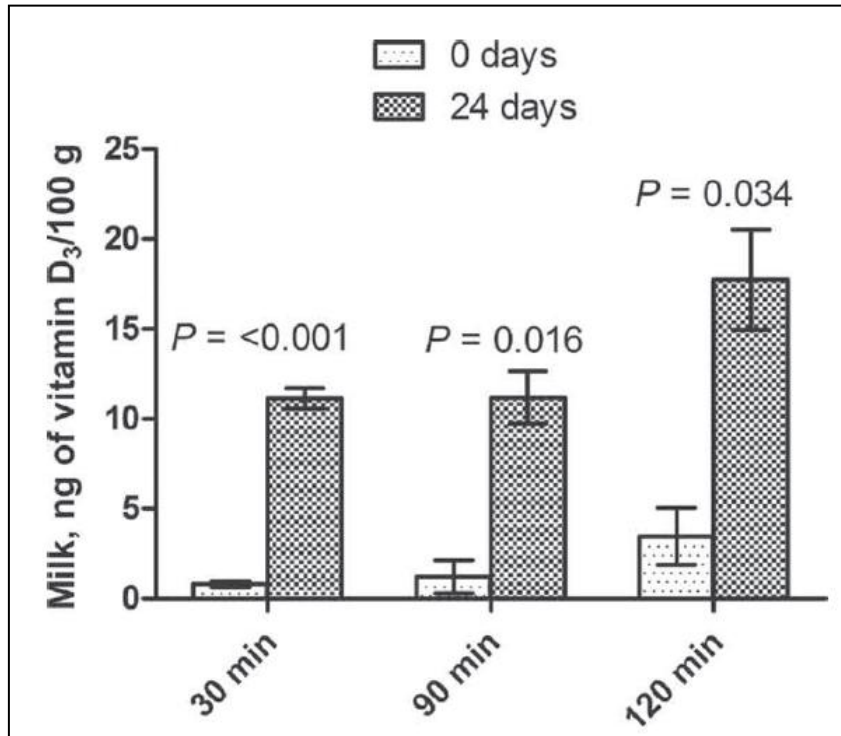 0 days
24 days
Milk, ng of vitamin D₃/100 g
25
20
15
10
5
0
P = <0.001
P = 0.016
P = 0.034
30 min
90 min
120 min